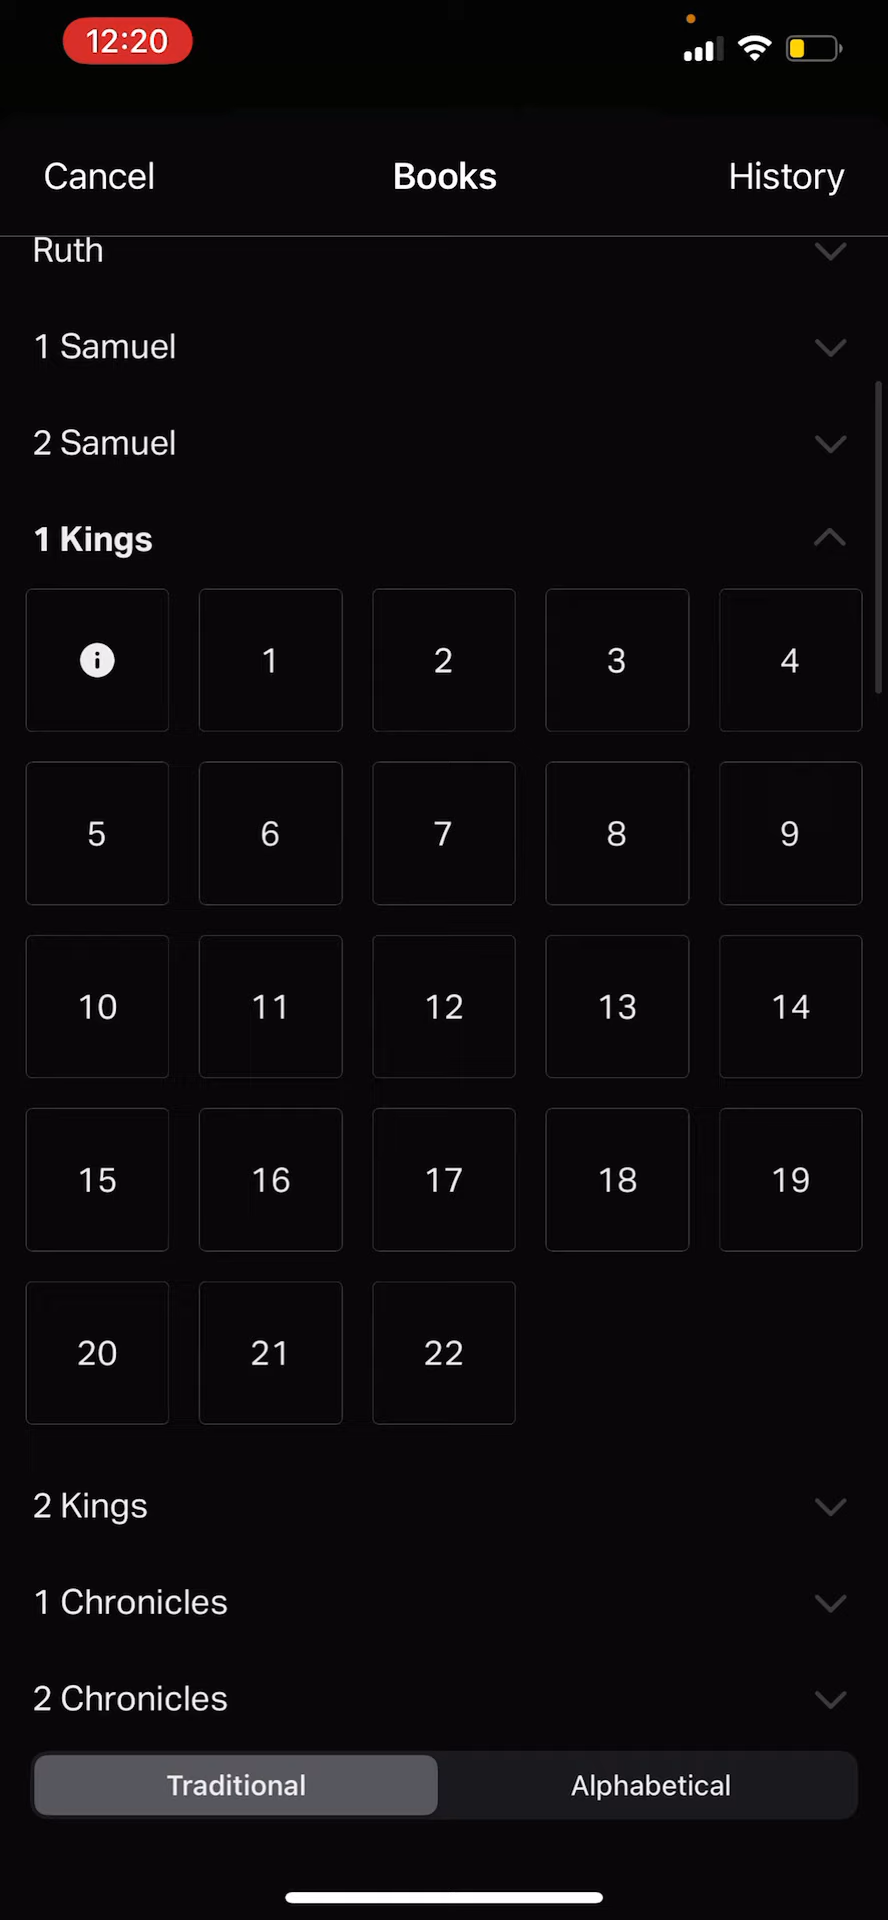 12:20
Cancel Books History
Ruth
1 Samuel
2 Samuel
1 Kings
i 1 2 3 4
5 6 7 8 9
10 11 12 13 14
15 16 17 18 19
20 21 22
2 Kings
1 Chronicles
2 Chronicles
Traditional Alphabetical